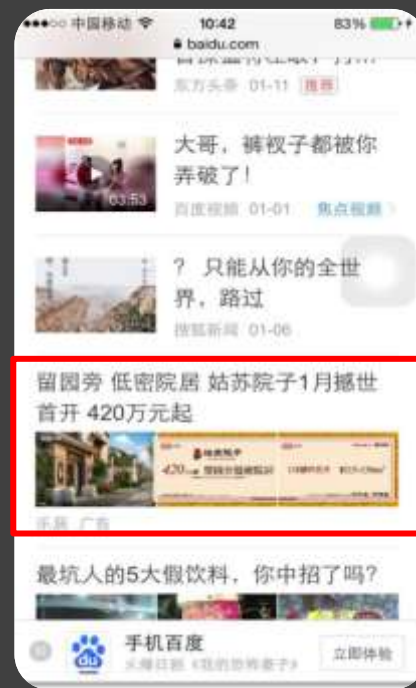 中国移动
10:42
83%
baidu.com
东方头条 01-11 推荐
大哥，裤衩子都被你
弄破了！
03:53
百度视频 01-01 焦点视频
？ 只能从你的全世
界，路过
搜狐新闻 01-06
留园旁 低密院居 姑苏院子1月撼世
首开 420万元起
姑苏院子
乐居 广告
最坑人的5大假饮料，你中招了吗？
du
手机百度
立即体验